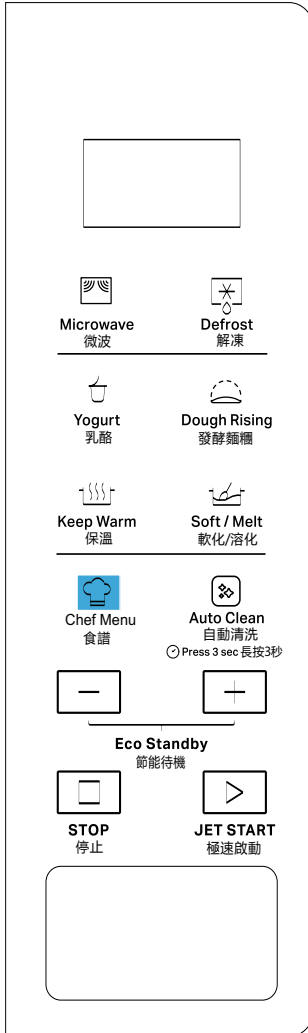 Microwave Defrost
微波 解凍
Yogurt Dough Rising
乳酪 發酵麵糰
Keep Warm Soft / Melt
保溫 軟化/溶化
Chef Menu Auto Clean
食譜 自動清洗
Press 3 sec 長按3秒
Eco Standby
節能待機
STOP JET START
停止 極速啟動